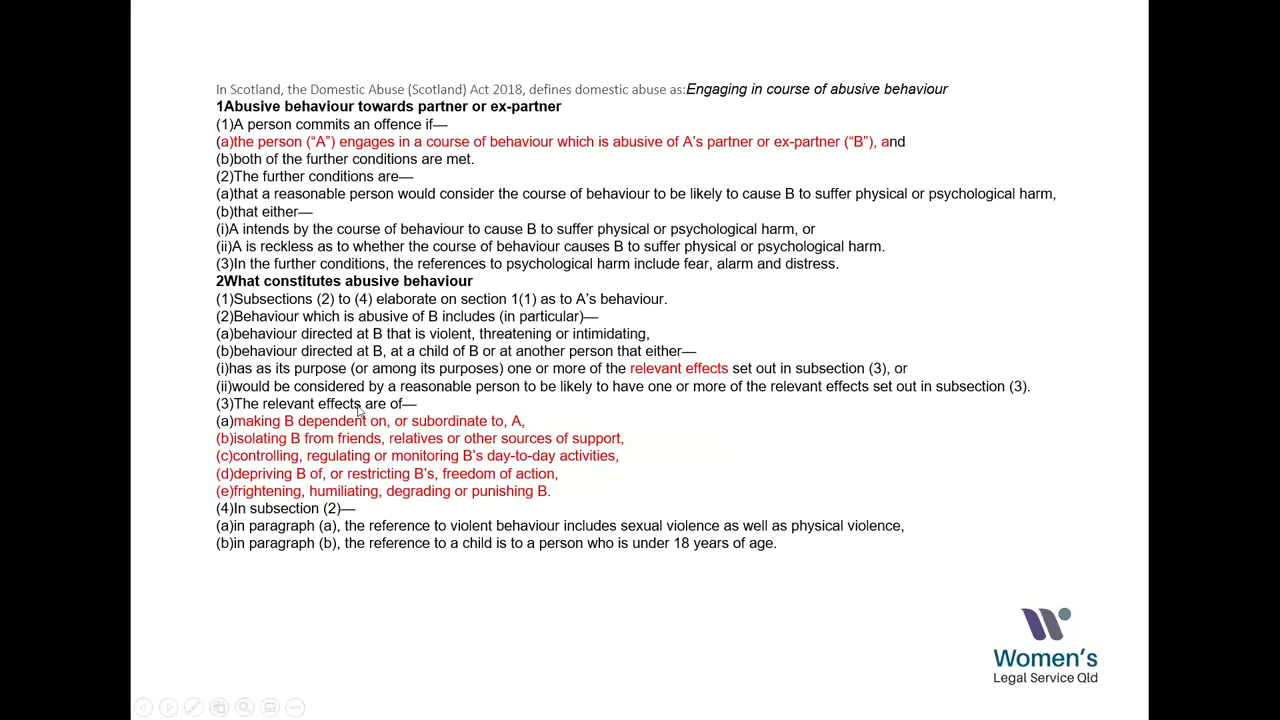 In Scotland, the Domestic Abuse (Scotland) Act 2018, defines domestic abuse as:Engaging in course of abusive behaviour
1Abusive behaviour towards partner or ex-partner
(1)A person commits an offence if—
(a)the person (“A”) engages in a course of behaviour which is abusive of A’s partner or ex-partner (“B”), and
(b)both of the further conditions are met.
(2)The further conditions are—
(a)that a reasonable person would consider the course of behaviour to be likely to cause B to suffer physical or psychological harm,
(b)that either—
(i)A intends by the course of behaviour to cause B to suffer physical or psychological harm, or
(ii)A is reckless as to whether the course of behaviour causes B to suffer physical or psychological harm.
(3)In the further conditions, the references to psychological harm include fear, alarm and distress.
2What constitutes abusive behaviour
(1)Subsections (2) to (4) elaborate on section 1(1) as to A’s behaviour.
(2)Behaviour which is abusive of B includes (in particular)—
(a)behaviour directed at B that is violent, threatening or intimidating,
(b)behaviour directed at B, at a child of B or at another person that either—
(i)has as its purpose (or among its purposes) one or more of the relevant effects set out in subsection (3), or
(ii)would be considered by a reasonable person to be likely to have one or more of the relevant effects set out in subsection (3).
(3)The relevant effects are of—
(a)making B dependent on, or subordinate to, A,
(b)isolating B from friends, relatives or other sources of support,
(c)controlling, regulating or monitoring B’s day-to-day activities,
(d)depriving B of, or restricting B’s, freedom of action,
(e)frightening, humiliating, degrading or punishing B.
(4)In subsection (2)—
(a)in paragraph (a), the reference to violent behaviour includes sexual violence as well as physical violence,
(b)in paragraph (b), the reference to a child is to a person who is under 18 years of age.
Women’s
Legal Service Qld